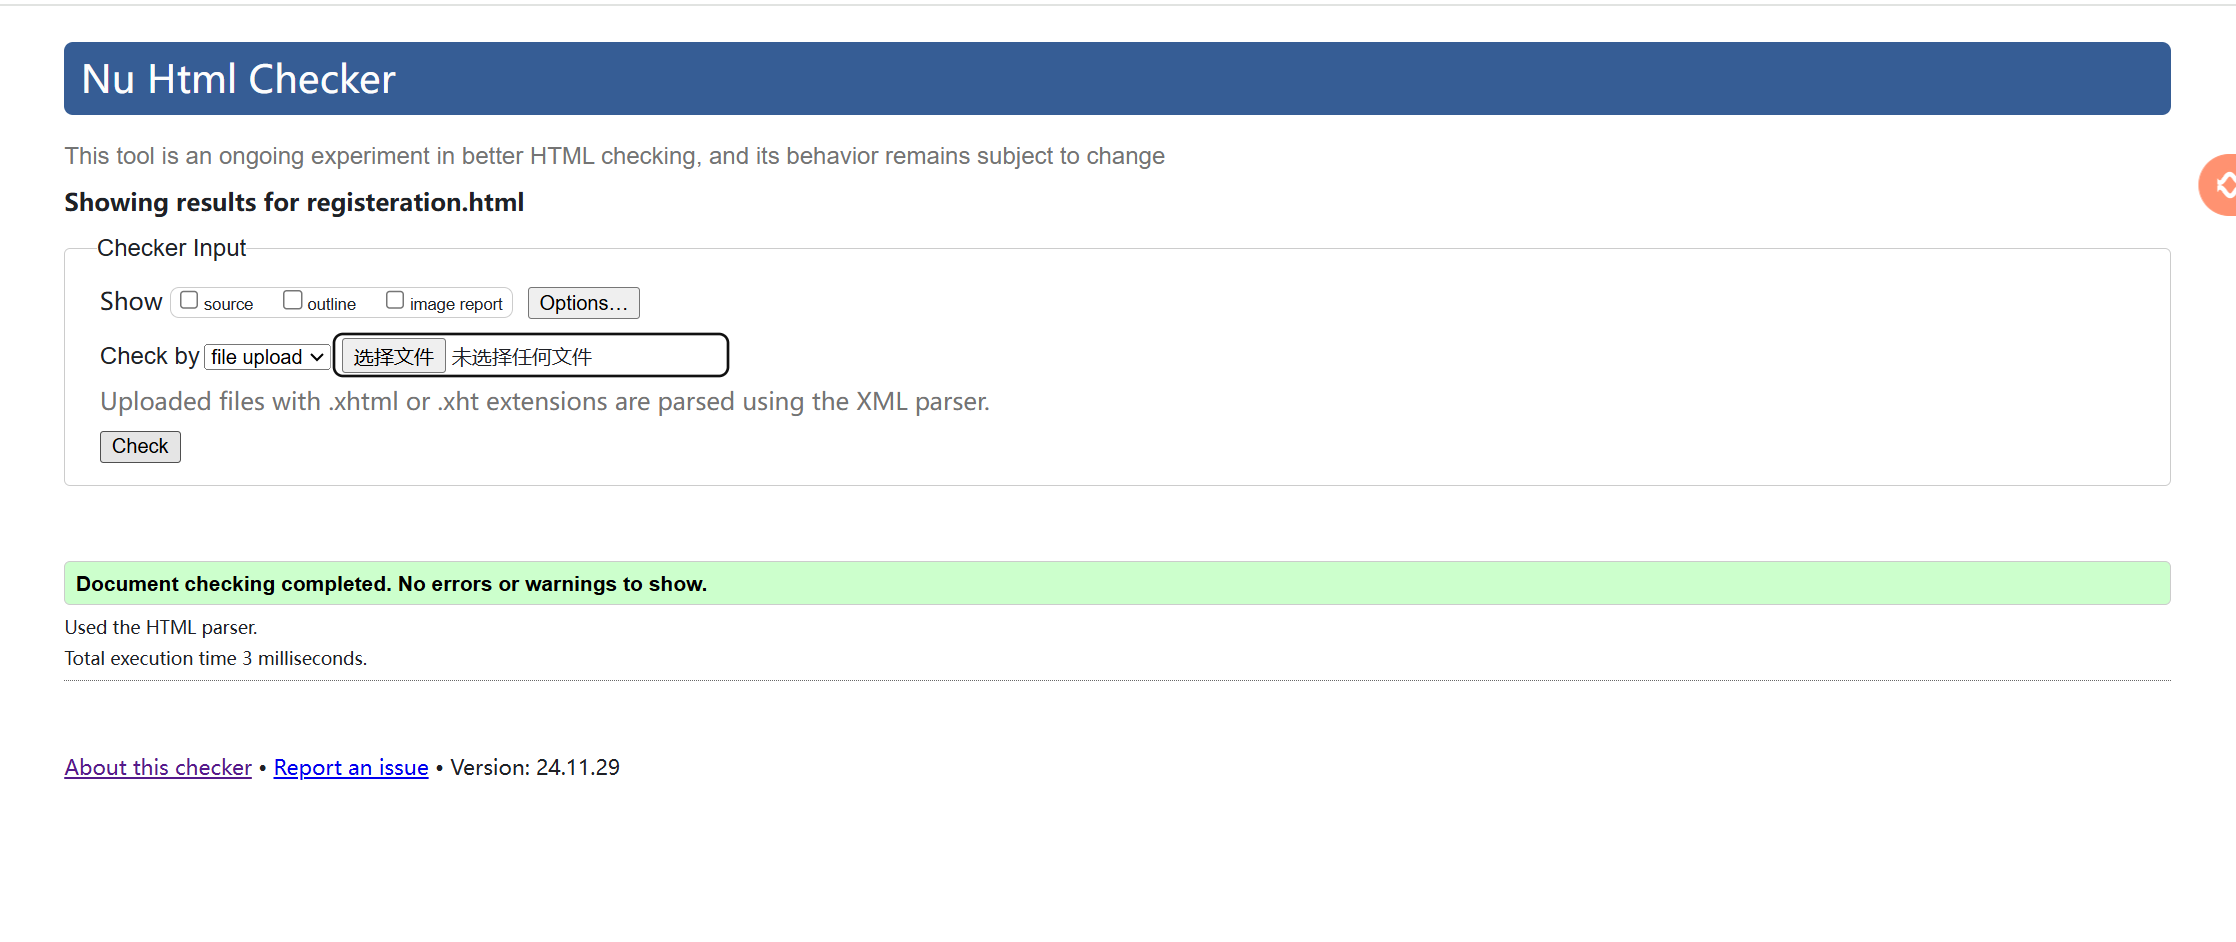 Nu Html Checker
This tool is an ongoing experiment in better HTML checking, and its behavior remains subject to change
Showing results for registeration.html
Checker Input
Show source outline image report Options...
Check by file upload 选择文件 未选择任何文件
Uploaded files with .xhtml or .xht extensions are parsed using the XML parser.
Check
Document checking completed. No errors or warnings to show.
Used the HTML parser.
Total execution time 3 milliseconds.
About this checker • Report an issue • Version: 24.11.29